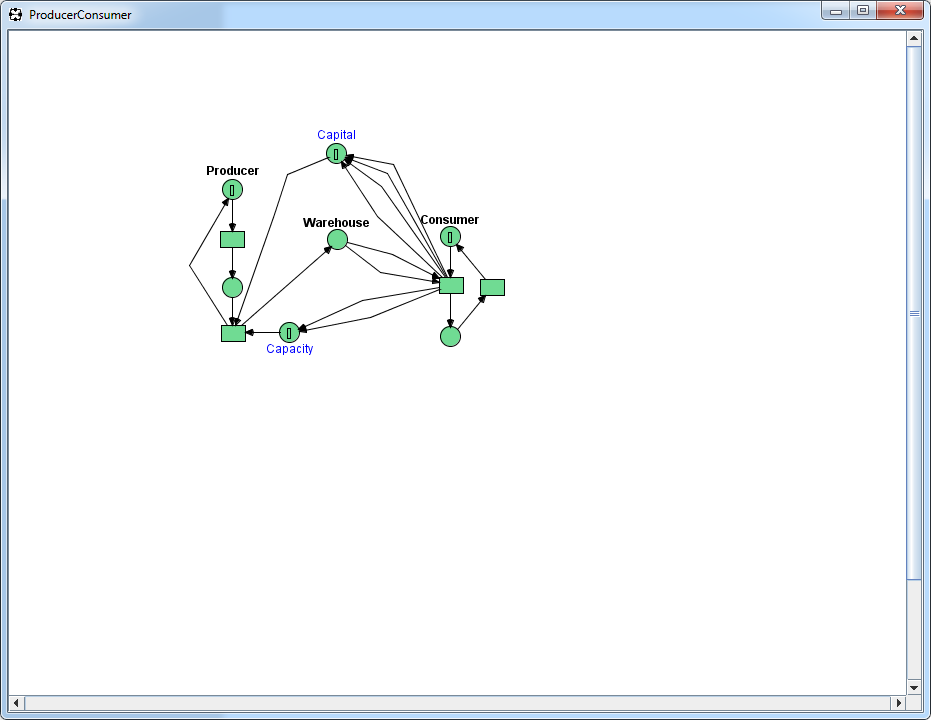 ProducerConsumer
Capital
Producer
Warehouse
Consumer
Capacity